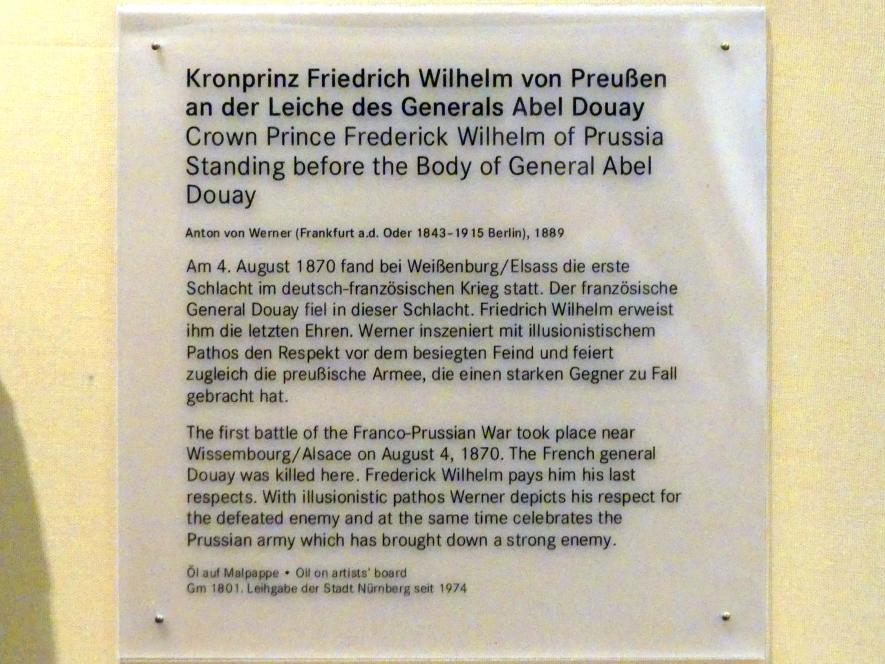 Kronprinz Friedrich Wilhelm von Preußen
an der Leiche des Generals Abel Douay
Crown Prince Frederick Wilhelm of Prussia
Standing before the Body of General Abel
Douay
Anton von Werner (Frankfurt a.d. Oder 1843-1915 Berlin), 1889
Am 4. August 1870 fand bei Weißenburg/Elsass die erste
Schlacht im deutsch-französischen Krieg statt. Der französische
General Douay fiel in dieser Schlacht. Friedrich Wilhelm erweist
ihm die letzten Ehren. Werner inszeniert mit illusionistischem
Pathos den Respekt vor dem besiegten Feind und feiert
zugleich die preußische Armee, die einen starken Gegner zu Fall
gebracht hat.
The first battle of the Franco-Prussian War took place near
Wissembourg/Alsace on August 4, 1870. The French general
Douay was killed here. Frederick Wilhelm pays him his last
respects. With illusionistic pathos Werner depicts his respect for
the defeated enemy and at the same time celebrates the
Prussian army which has brought down a strong enemy.
Öl auf Malpappe • Oil on artists' board
Gm 1801. Leihgabe der Stadt Nürnberg seit 1974